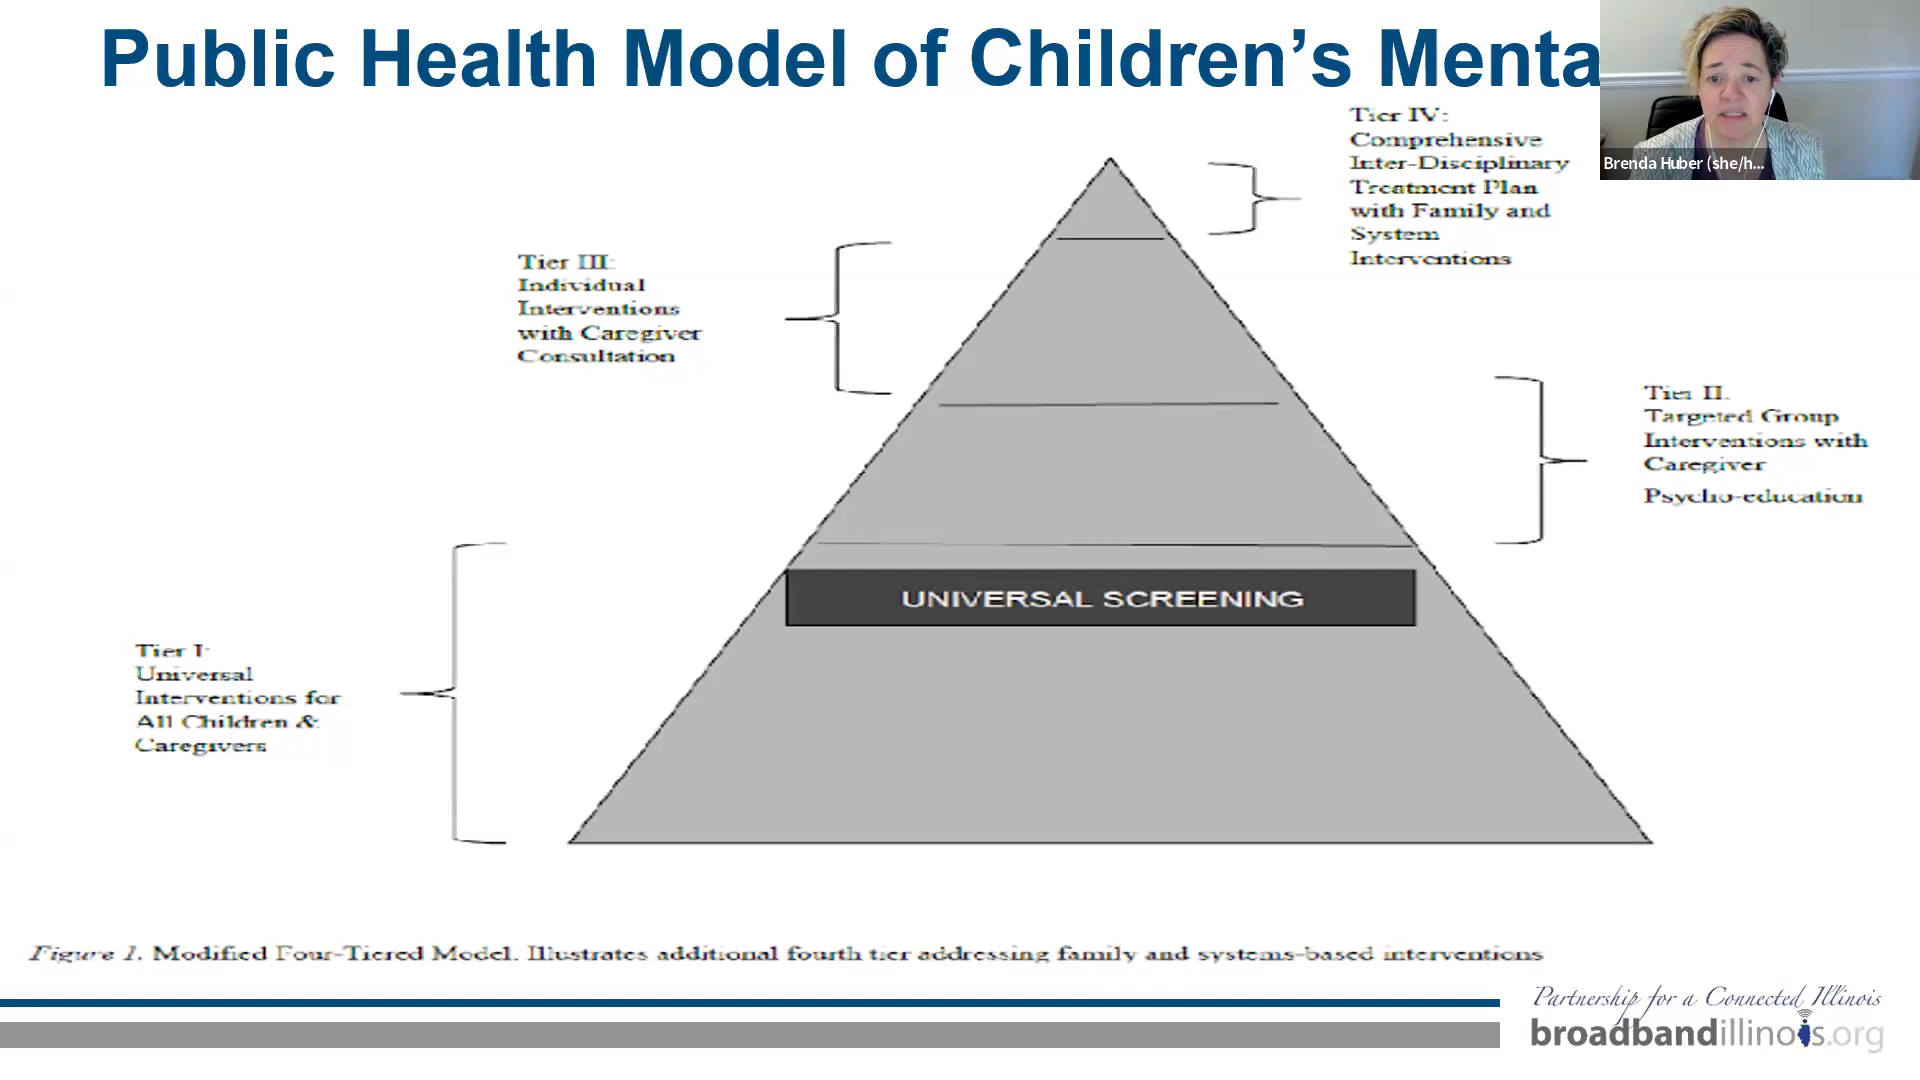 Public Health Model of Children’s Menta
Brenda Huber (she/h...
Tier IV:
Comprehensive
Inter-Disciplinary
Treatment Plan
with Family and
System
Interventions
Tier III:
Individual
Interventions
with Caregiver
Consultation
Tier II.
Targeted Group
Interventions with
Caregiver
Psycho-education
UNIVERSAL SCREENING
Tier I:
Universal
Interventions for
All Children &
Caregivers
Figure 1. Modified Four-Tiered Model. Illustrates additional fourth tier addressing family and systems-based interventions
Partnership for a Connected Illinois
broadbandillinois.org